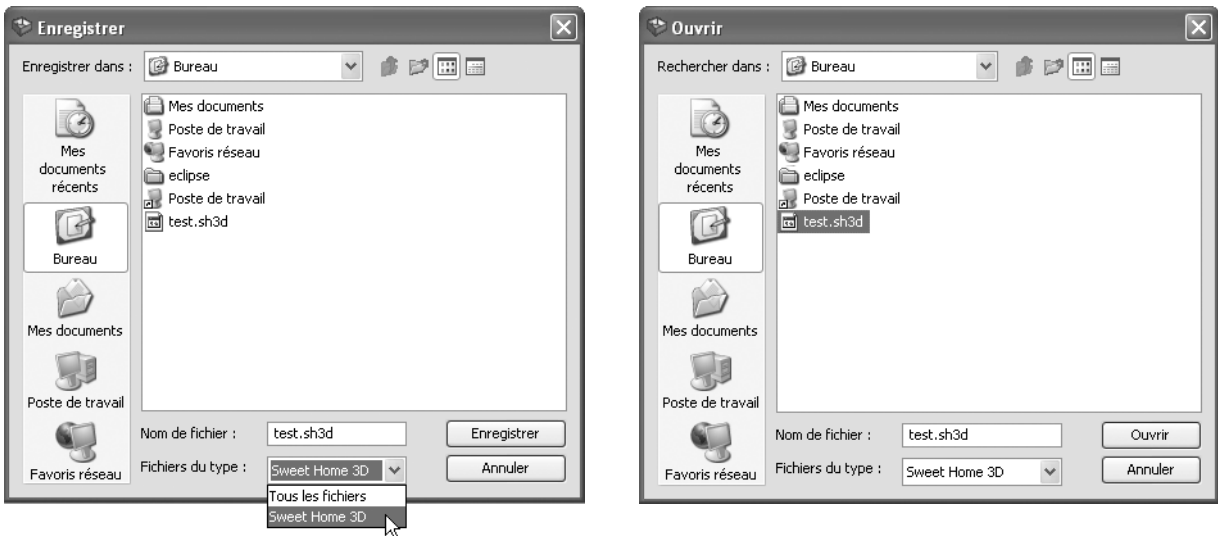 Enregistrer
Enregistrer dans :
Bureau
Mes documents récents
Bureau
Mes documents
Poste de travail
Favoris réseau
Mes documents
Poste de travail
Favoris réseau
eclipse
Poste de travail
test.sh3d
Nom de fichier :
test.sh3d
Enregistrer
Fichiers du type :
Sweet Home 3D
Annuler
Tous les fichiers
Sweet Home 3D
Ouvrir
Rechercher dans :
Bureau
Mes documents récents
Bureau
Mes documents
Poste de travail
Favoris réseau
Mes documents
Poste de travail
Favoris réseau
eclipse
Poste de travail
test.sh3d
Nom de fichier :
test.sh3d
Ouvrir
Fichiers du type :
Sweet Home 3D
Annuler